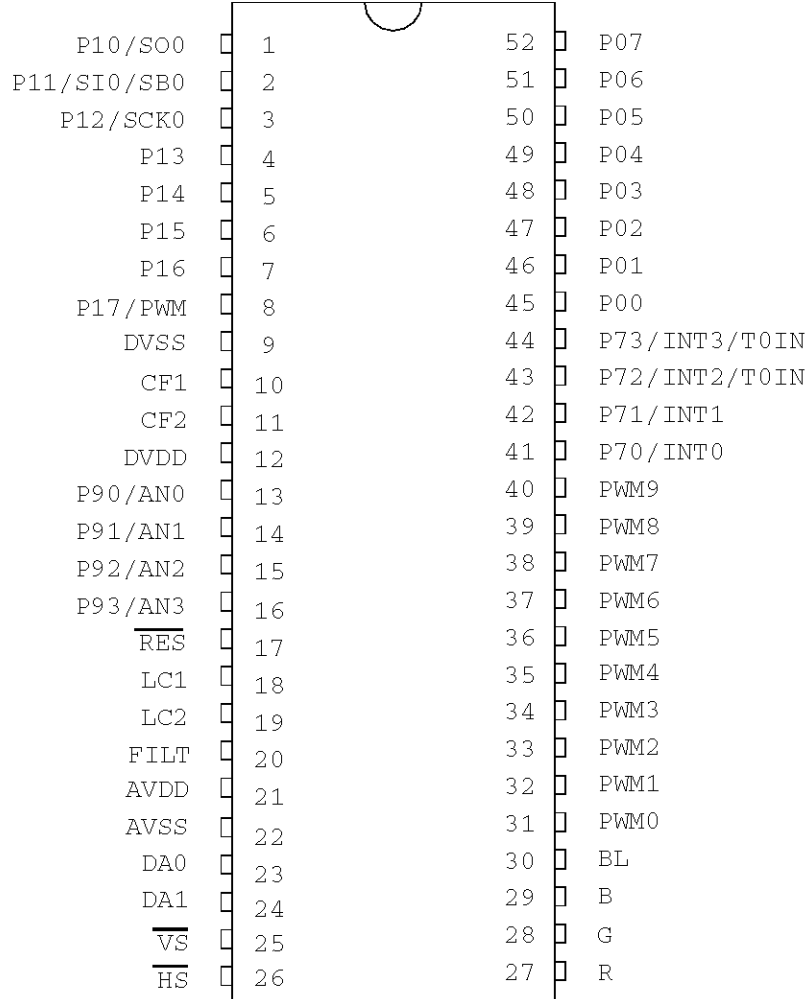 P10/SO0 1 52 P07
P11/SI0/SB0 2 51 P06
P12/SCK0 3 50 P05
P13 4 49 P04
P14 5 48 P03
P15 6 47 P02
P16 7 46 P01
P17/PWM 8 45 P00
DVSS 9 44 P73/INT3/T0IN
CF1 10 43 P72/INT2/T0IN
CF2 11 42 P71/INT1
DVDD 12 41 P70/INT0
P90/AN0 13 40 PWM9
P91/AN1 14 39 PWM8
P92/AN2 15 38 PWM7
P93/AN3 16 37 PWM6
RES 17 36 PWM5
LC1 18 35 PWM4
LC2 19 34 PWM3
FILT 20 33 PWM2
AVDD 21 32 PWM1
AVSS 22 31 PWM0
DA0 23 30 BL
DA1 24 29 B
VS 25 28 G
HS 26 27 R